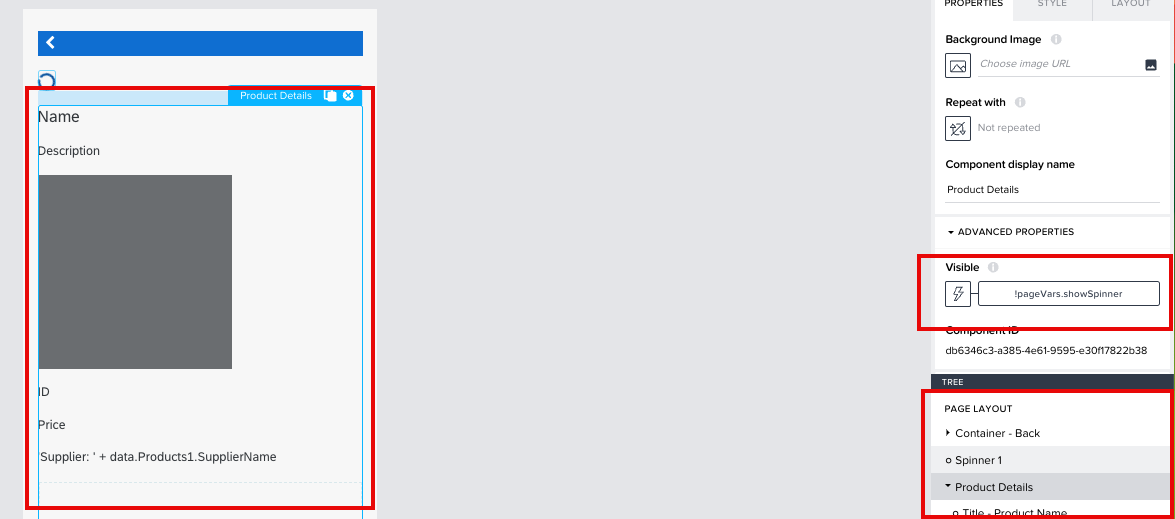 Product Details
Name
Description
ID
Price
'Supplier: ' + data.Products1.SupplierName
PROPERTIES
STYLE
LAYOUT
Background Image
Choose image URL
Repeat with
Not repeated
Component display name
Product Details
ADVANCED PROPERTIES
Visible
!pageVars.showSpinner
Component ID
db6346c3-a385-4e61-9595-e30f17822b38
TREE
PAGE LAYOUT
Container - Back
Spinner 1
Product Details
Title - Product Name